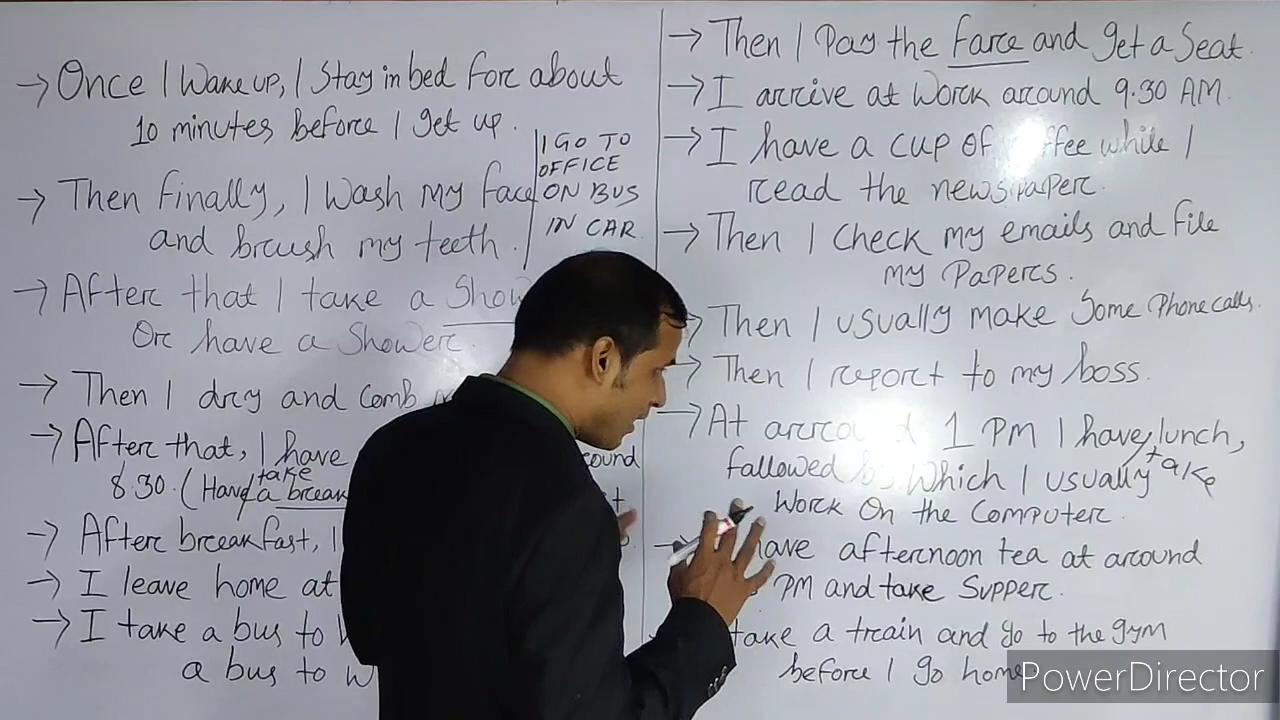 → Once I Wake up, I Stay in bed For about
10 minutes before I get up.
→ Then Finally, I Wash My Face
and brush my teeth.
I GO TO
OFFICE
ON BUS
IN CAR
→ After that I take a
Or have a Shower.
→ Then I dry and Comb
→ After that, I have
take
8.30. (Have a break
→ After breakfast, I
→ I leave home at
→ I take a bus to
a bus to
→ Then I Pay the Fare and get a Seat.
→ I arrive at Work around 9.30 AM.
→ I have a cup of while I
read the newspaper.
→ Then I Check my emails and File
my Papers.
Then I usually make Some Phone calls.
→ Then I report to my boss.
→ At 1 PM I have lunch,
take
Fallowed Which I usually
Work On the Computer.
afternoon tea at around
PM and take Supper.
take a train and go to the gym
before I go home
PowerDirector